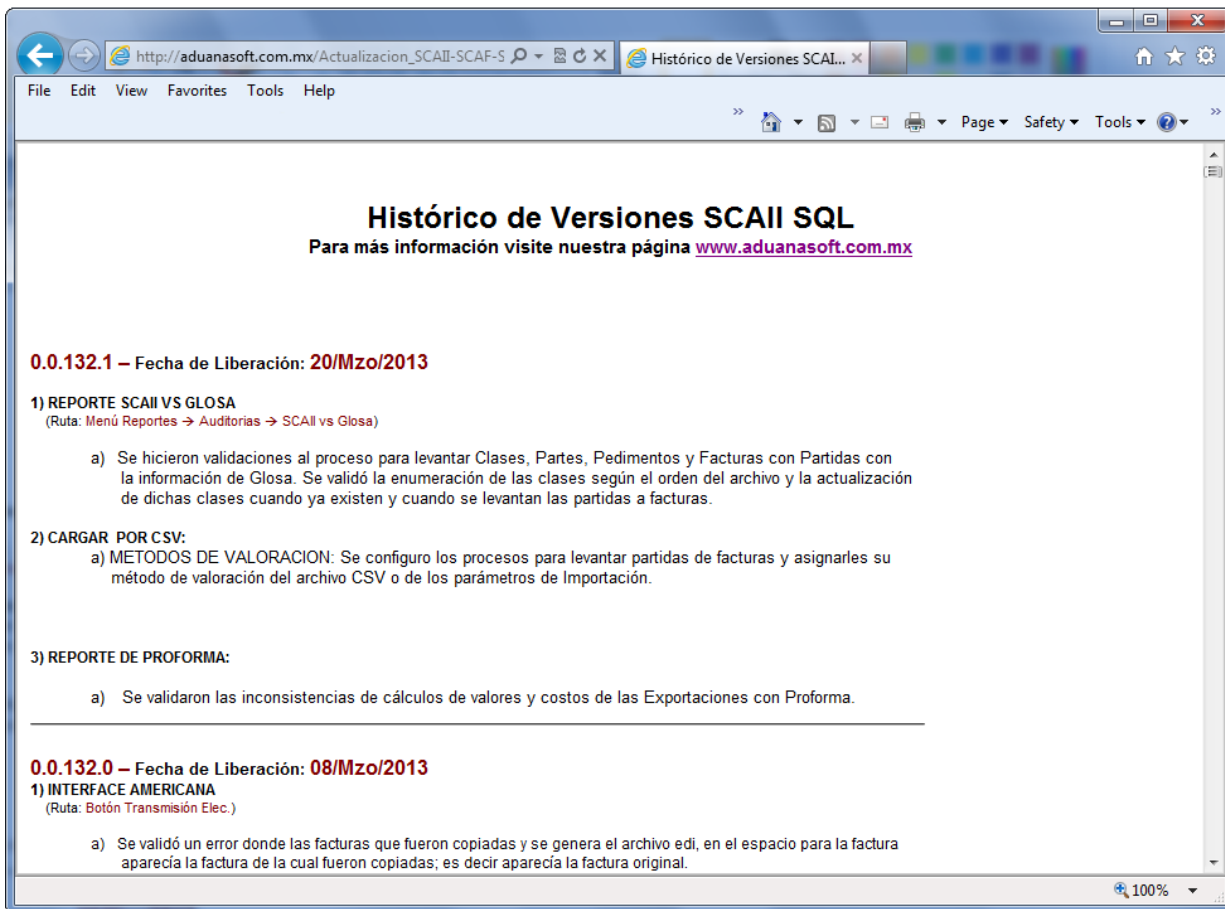 http://aduanasoft.com.mx/Actualizacion_SCAII-SCAF-S
Histórico de Versiones SCAI...
File Edit View Favorites Tools Help
Page Safety Tools
Histórico de Versiones SCAII SQL
Para más información visite nuestra página www.aduanasoft.com.mx
0.0.132.1 – Fecha de Liberación: 20/Mzo/2013
1) REPORTE SCAII VS GLOSA
(Ruta: Menú Reportes → Auditorias → SCAII vs Glosa)
a) Se hicieron validaciones al proceso para levantar Clases, Partes, Pedimentos y Facturas con Partidas con
la información de Glosa. Se validó la enumeración de las clases según el orden del archivo y la actualización
de dichas clases cuando ya existen y cuando se levantan las partidas a facturas.
2) CARGAR POR CSV:
a) METODOS DE VALORACION: Se configuro los procesos para levantar partidas de facturas y asignarles su
método de valoración del archivo CSV o de los parámetros de Importación.
3) REPORTE DE PROFORMA:
a) Se validaron las inconsistencias de cálculos de valores y costos de las Exportaciones con Proforma.
0.0.132.0 – Fecha de Liberación: 08/Mzo/2013
1) INTERFACE AMERICANA
(Ruta: Botón Transmisión Elec.)
a) Se validó un error donde las facturas que fueron copiadas y se genera el archivo edi, en el espacio para la factura
aparecía la factura de la cual fueron copiadas; es decir aparecía la factura original.
100%